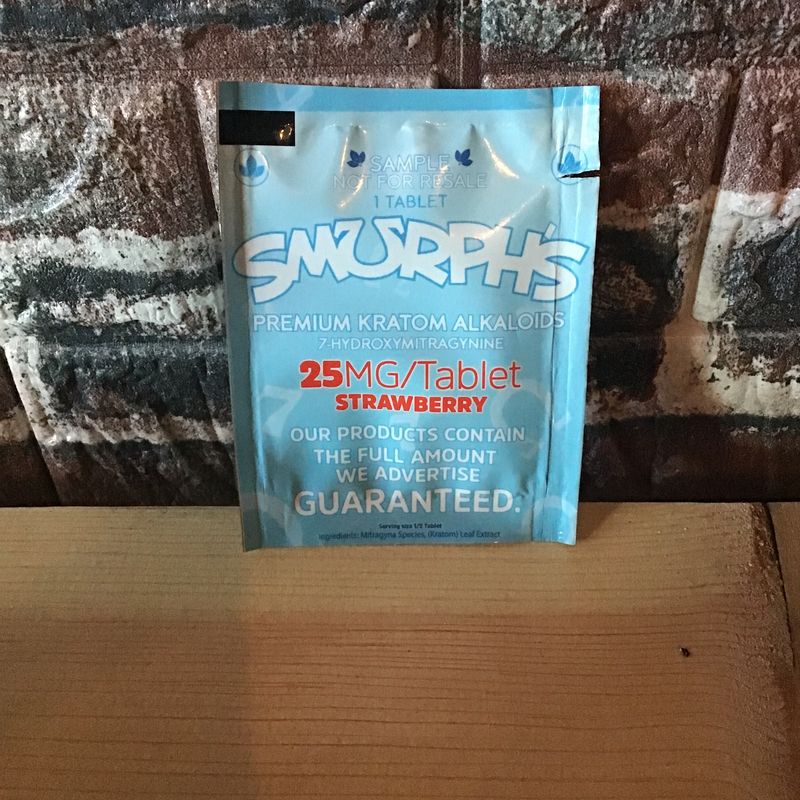 SAMPLE
NOT FOR RESALE
1 TABLET
SMURPH'S
PREMIUM KRATOM ALKALOIDS
7-HYDROXYMITRAGYNINE
25MG/Tablet
STRAWBERRY
OUR PRODUCTS CONTAIN
THE FULL AMOUNT
WE ADVERTISE
GUARANTEED.
Serving size 1/2 Tablet
Ingredients: Mitragyna Species, (Kratom) Leaf Extract